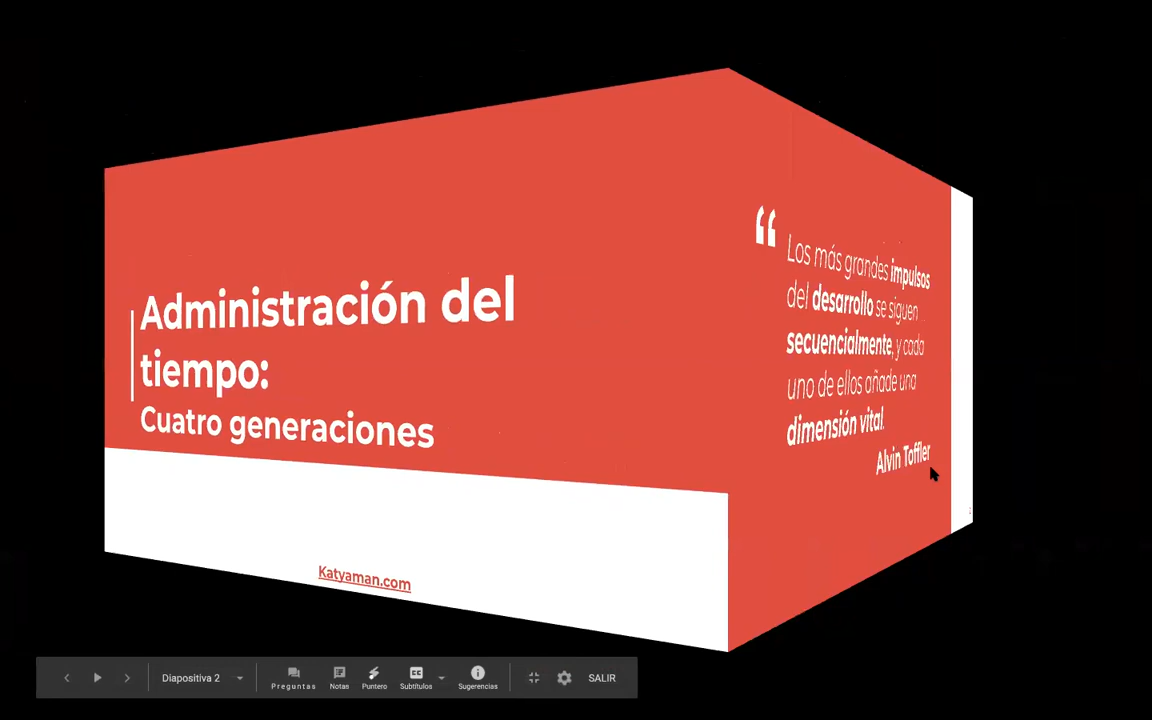 Administración del
tiempo:
Cuatro generaciones
Katyaman.com
“
Los más grandes impulsos
del desarrollo se siguen
secuencialmente, y cada
uno de ellos añade una
dimensión vital.
Alvin Toffler
Diapositiva 2
Preguntas
Notas
Puntero
Subtítulos
Sugerencias
SALIR